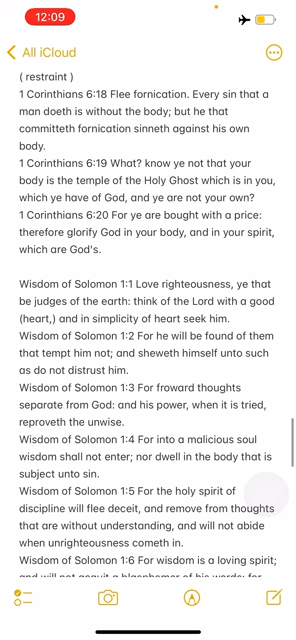 12:09
All iCloud
( restraint )
1 Corinthians 6:18 Flee fornication. Every sin that a
man doeth is without the body; but he that
committeth fornication sinneth against his own
body.
1 Corinthians 6:19 What? know ye not that your
body is the temple of the Holy Ghost which is in you,
which ye have of God, and ye are not your own?
1 Corinthians 6:20 For ye are bought with a price:
therefore glorify God in your body, and in your spirit,
which are God's.
Wisdom of Solomon 1:1 Love righteousness, ye that
be judges of the earth: think of the Lord with a good
(heart,) and in simplicity of heart seek him.
Wisdom of Solomon 1:2 For he will be found of them
that tempt him not; and sheweth himself unto such
as do not distrust him.
Wisdom of Solomon 1:3 For froward thoughts
separate from God: and his power, when it is tried,
reproveth the unwise.
Wisdom of Solomon 1:4 For into a malicious soul
wisdom shall not enter; nor dwell in the body that is
subject unto sin.
Wisdom of Solomon 1:5 For the holy spirit of
discipline will flee deceit, and remove from thoughts
that are without understanding, and will not abide
when unrighteousness cometh in.
Wisdom of Solomon 1:6 For wisdom is a loving spirit;
and will not acquit a blasphemer of his words: for